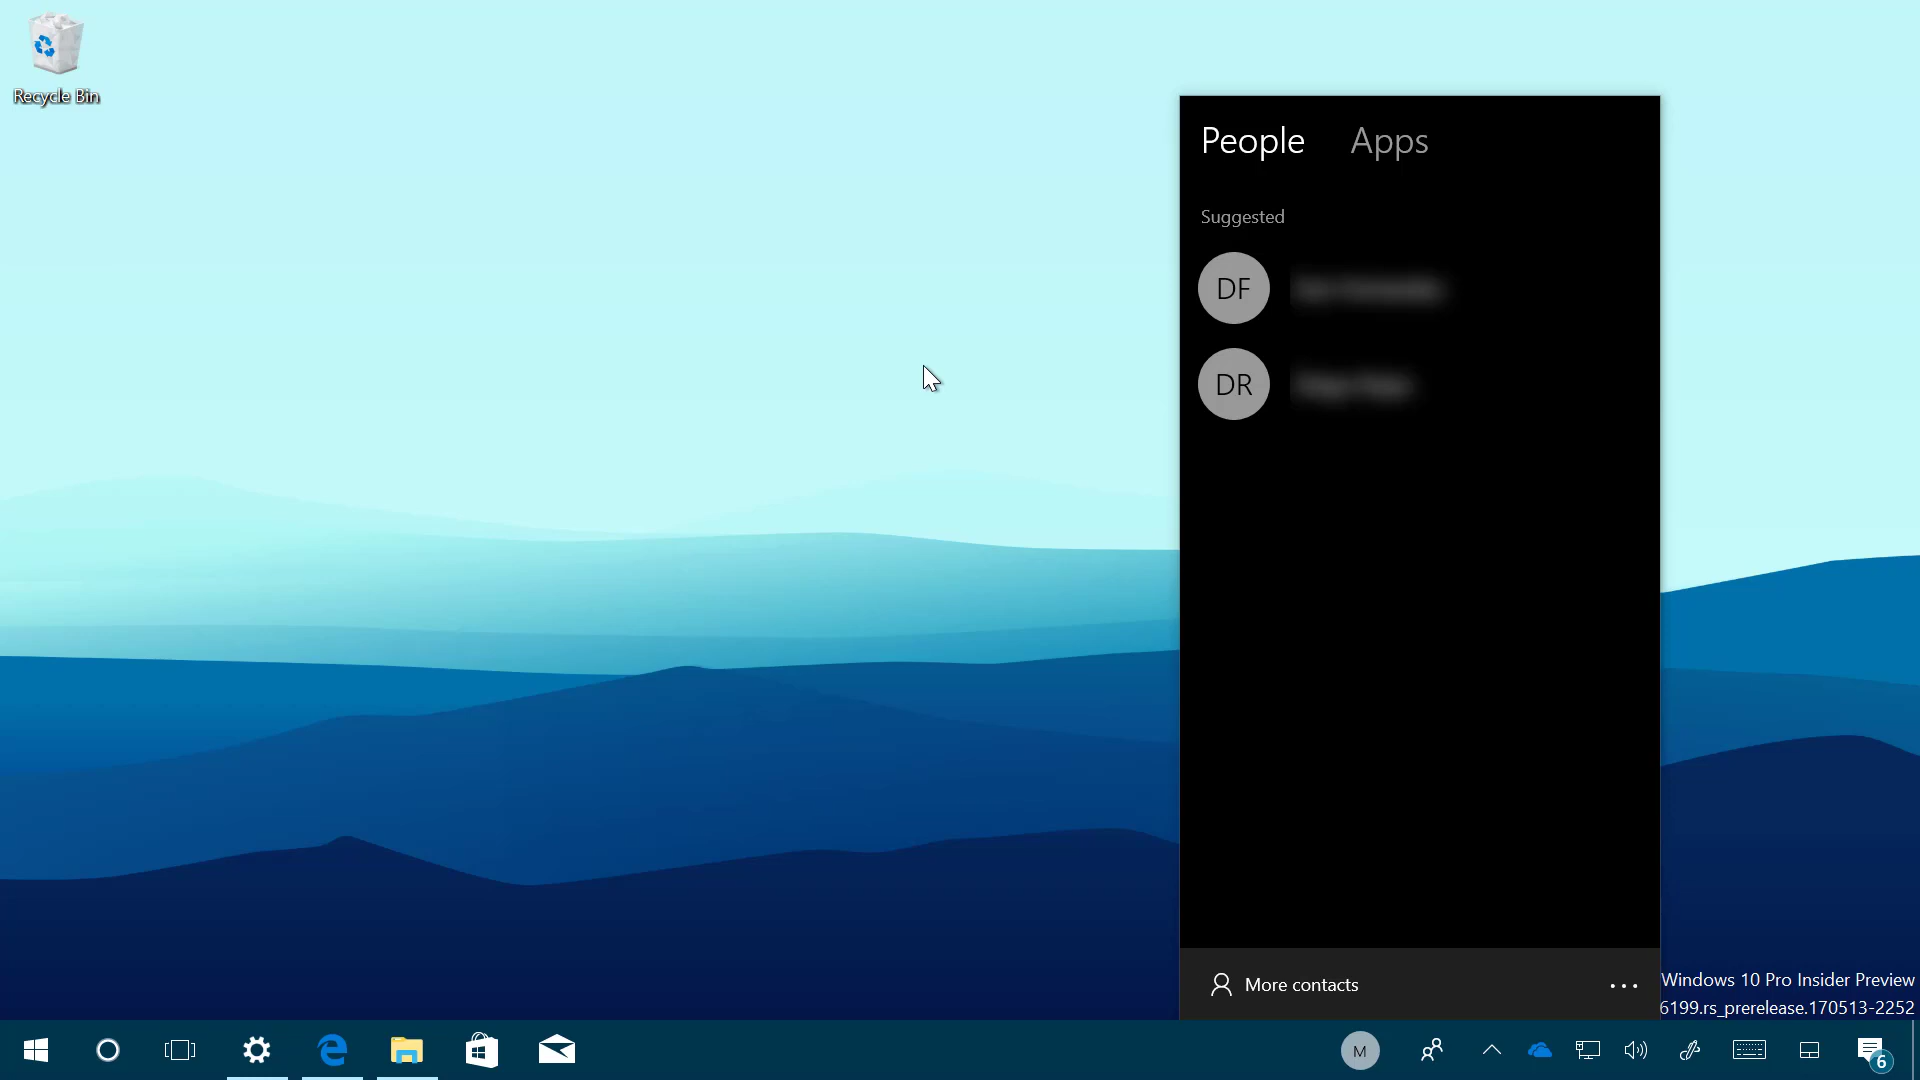 Recycle Bin
People Apps
Suggested
DF
DR
More contacts
Windows 10 Pro Insider Preview
6199.rs_prerelease.170513-2252
M
6